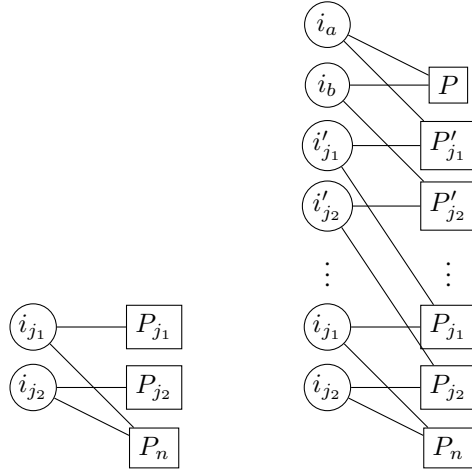 i_a
P
i_b
i'_{j_1} P'_{j_1}
i'_{j_2} P'_{j_2}
⋮ ⋮
i_{j_1} P_{j_1} i_{j_1} P_{j_1}
i_{j_2} P_{j_2} i_{j_2} P_{j_2}
P_n P_n